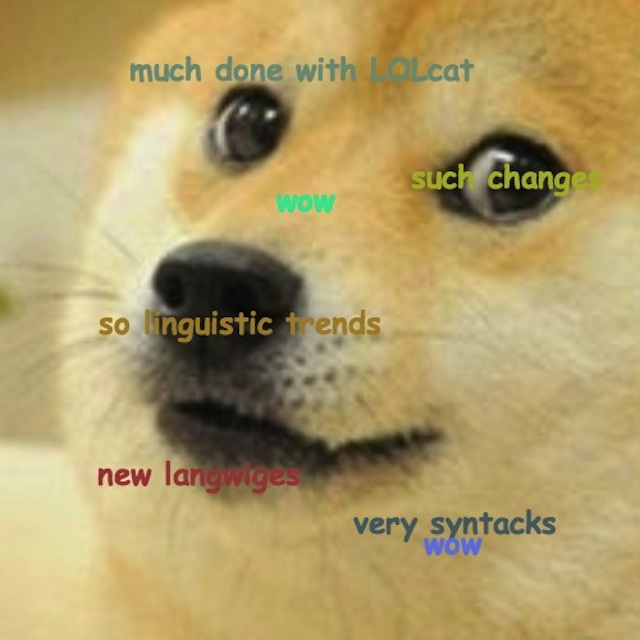 much done with LOLcat
such changes
wow
so linguistic trends
new langwiges
very syntacks
wow